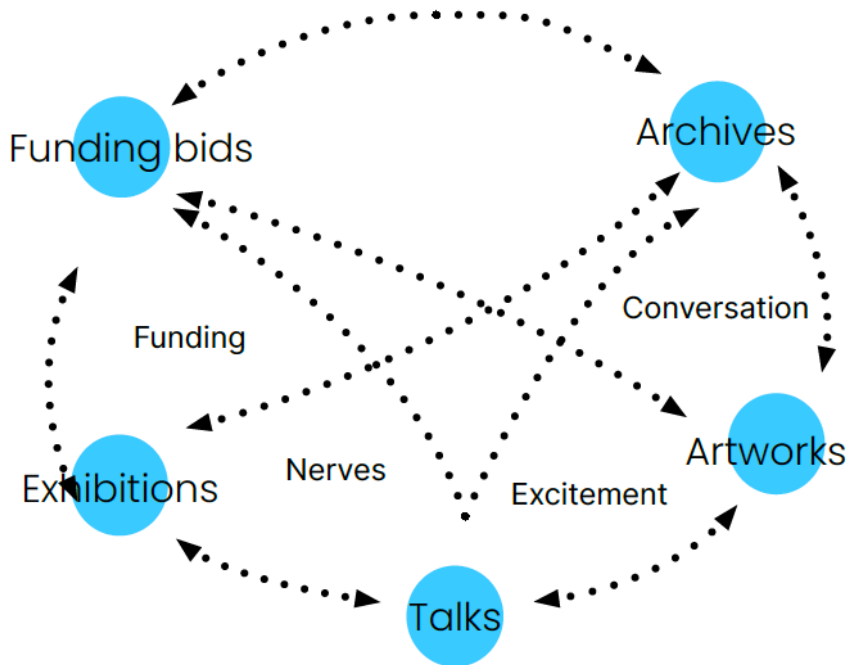 Archives
Funding bids
Conversation
Funding
Artworks
Nerves
Exhibitions
Excitement
Talks